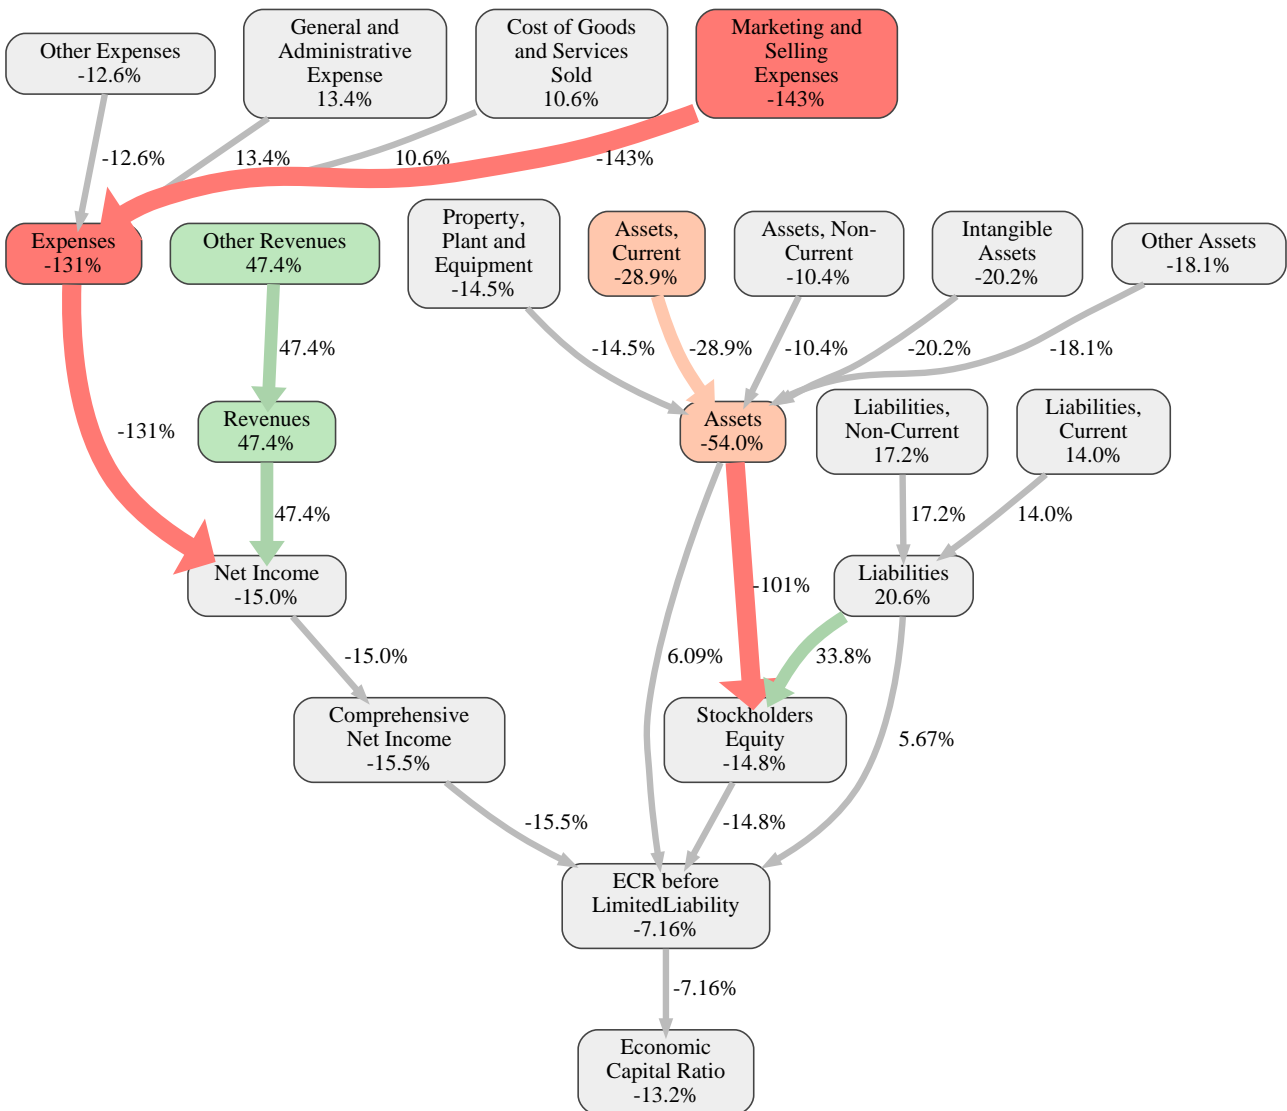 Other Expenses
-12.6%
General and
Administrative
Expense
13.4%
Cost of Goods
and Services
Sold
10.6%
Marketing and
Selling
Expenses
-143%
-12.6%
13.4%
10.6%
-143%
Expenses
-131%
Other Revenues
47.4%
Property,
Plant and
Equipment
-14.5%
Assets,
Current
-28.9%
Assets, Non-
Current
-10.4%
Intangible
Assets
-20.2%
Other Assets
-18.1%
47.4%
-14.5%
-28.9%
-10.4%
-20.2%
-18.1%
-131%
Revenues
47.4%
Assets
-54.0%
Liabilities,
Non-Current
17.2%
Liabilities,
Current
14.0%
47.4%
17.2%
14.0%
Net Income
-15.0%
-101%
Liabilities
20.6%
-15.0%
6.09%
33.8%
Comprehensive
Net Income
-15.5%
Stockholders
Equity
-14.8%
5.67%
-15.5%
-14.8%
ECR before
LimitedLiability
-7.16%
-7.16%
Economic
Capital Ratio
-13.2%